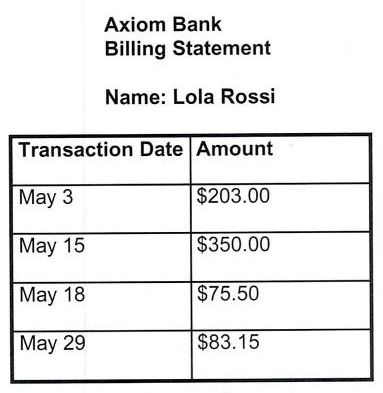 Axiom Bank
Billing Statement
Name: Lola Rossi
Transaction Date Amount
May 3 $203.00
May 15 $350.00
May 18 $75.50
May 29 $83.15